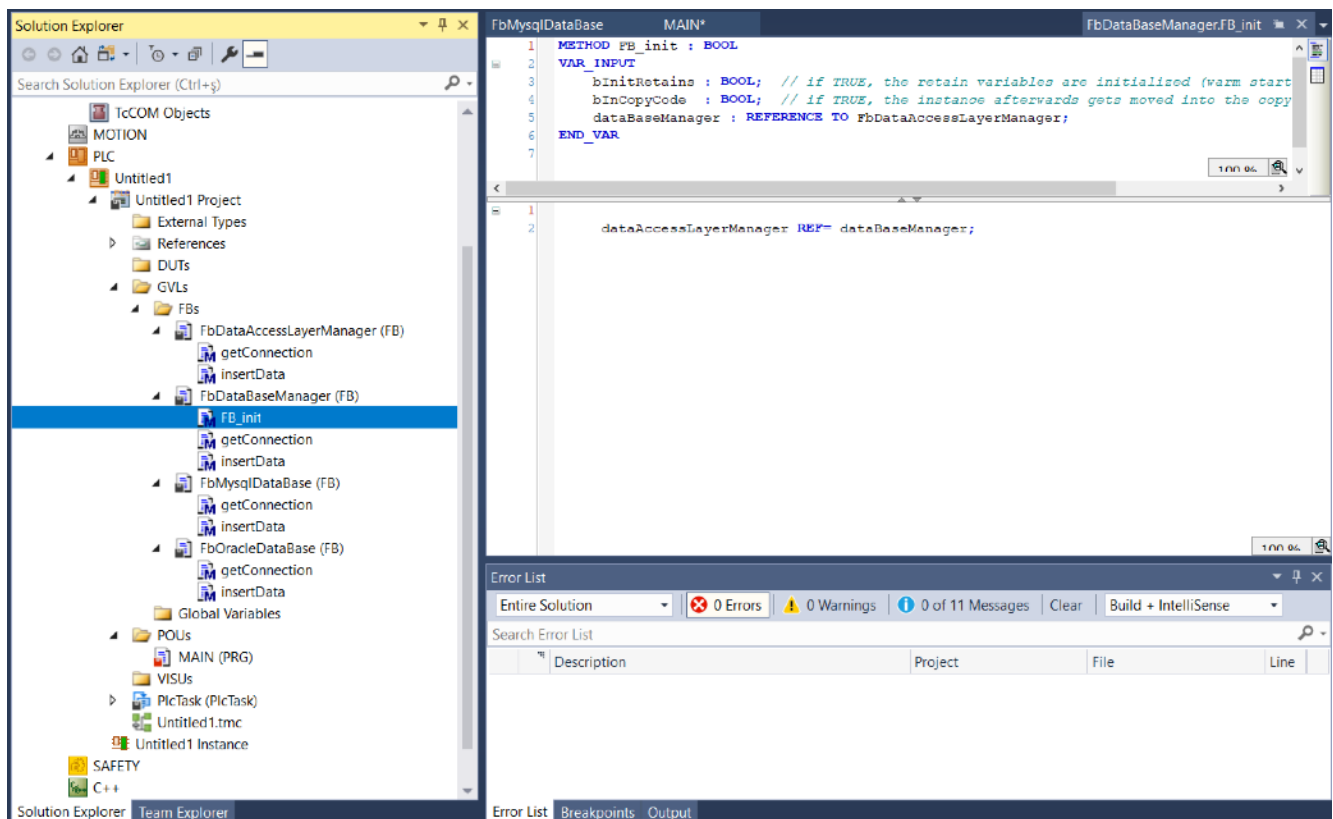 Solution Explorer
Search Solution Explorer (Ctrl+ş)
TcCOM Objects
MOTION
PLC
Untitled1
Untitled1 Project
External Types
References
DUTs
GVLs
FBs
FbDataAccessLayerManager (FB)
getConnection
insertData
FbDataBaseManager (FB)
FB_init
getConnection
insertData
FbMysqlDataBase (FB)
getConnection
insertData
FbOracleDataBase (FB)
getConnection
insertData
Global Variables
POUs
MAIN (PRG)
VISUs
PlcTask (PlcTask)
Untitled1.tmc
Untitled1 Instance
SAFETY
C++
Solution Explorer Team Explorer
FbMysqlDataBase MAIN* FbDataBaseManager.FB_init
1 METHOD FB_init : BOOL
2 VAR_INPUT
3 bInitRetains : BOOL; // if TRUE, the retain variables are initialized (warm start
4 bInCopyCode : BOOL; // if TRUE, the instance afterwards gets moved into the copy
5 dataBaseManager : REFERENCE TO FbDataAccessLayerManager;
6 END_VAR
7
100 %
1
2 dataAccessLayerManager REF= dataBaseManager;
100 %
Error List
Entire Solution 0 Errors 0 Warnings 0 of 11 Messages Clear Build + IntelliSense
Search Error List
Description Project File Line
Error List Breakpoints Output